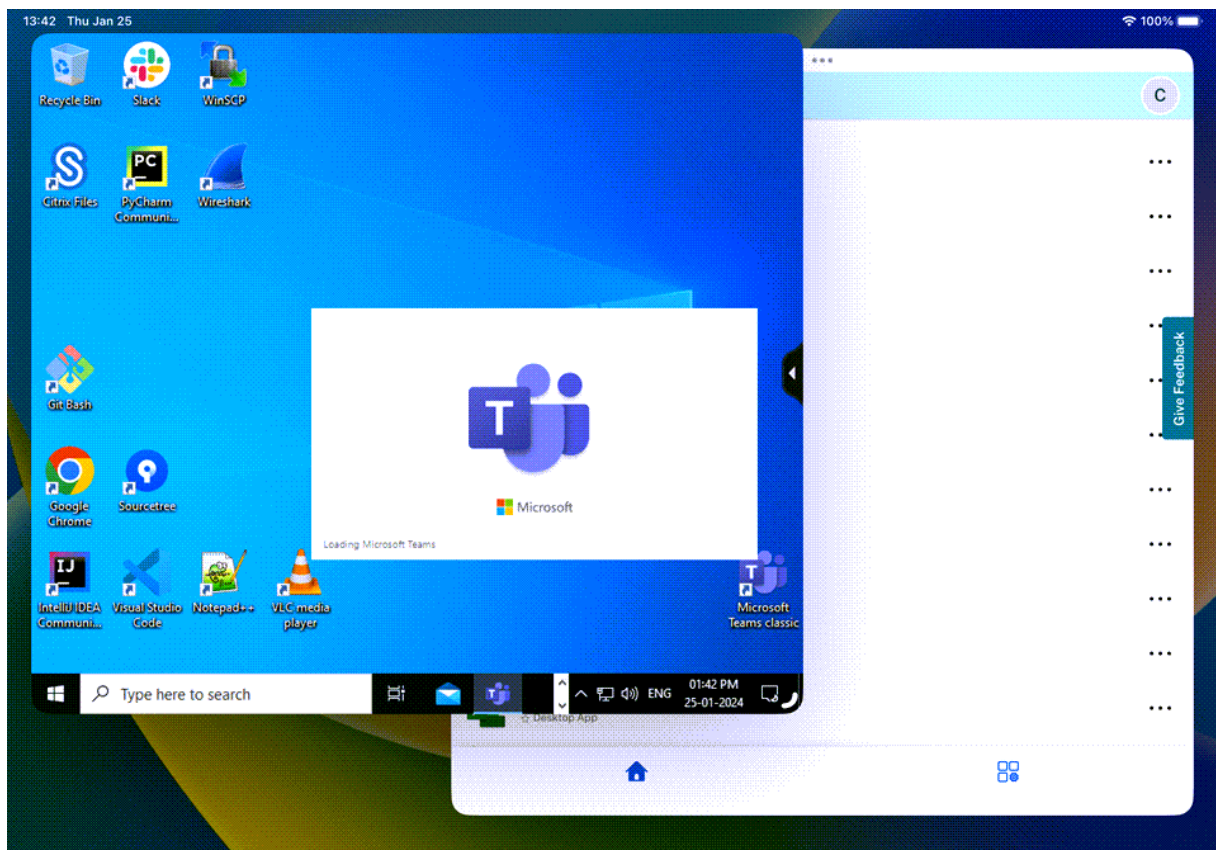 13:42 Thu Jan 25
100%
Recycle Bin
Slack
WinSCP
C
Citrix Files
PC
PyCharm
Communi...
Wireshark
Git Bash
Give Feedback
T
Microsoft
Loading Microsoft Teams
Google
Chrome
Sourcetree
IJ
IntelliJ IDEA
Communi...
Visual Studio
Code
Notepad++
VLC media
player
T
Microsoft
Teams classic
Type here to search
T
ENG
01:42 PM
25-01-2024
Desktop App